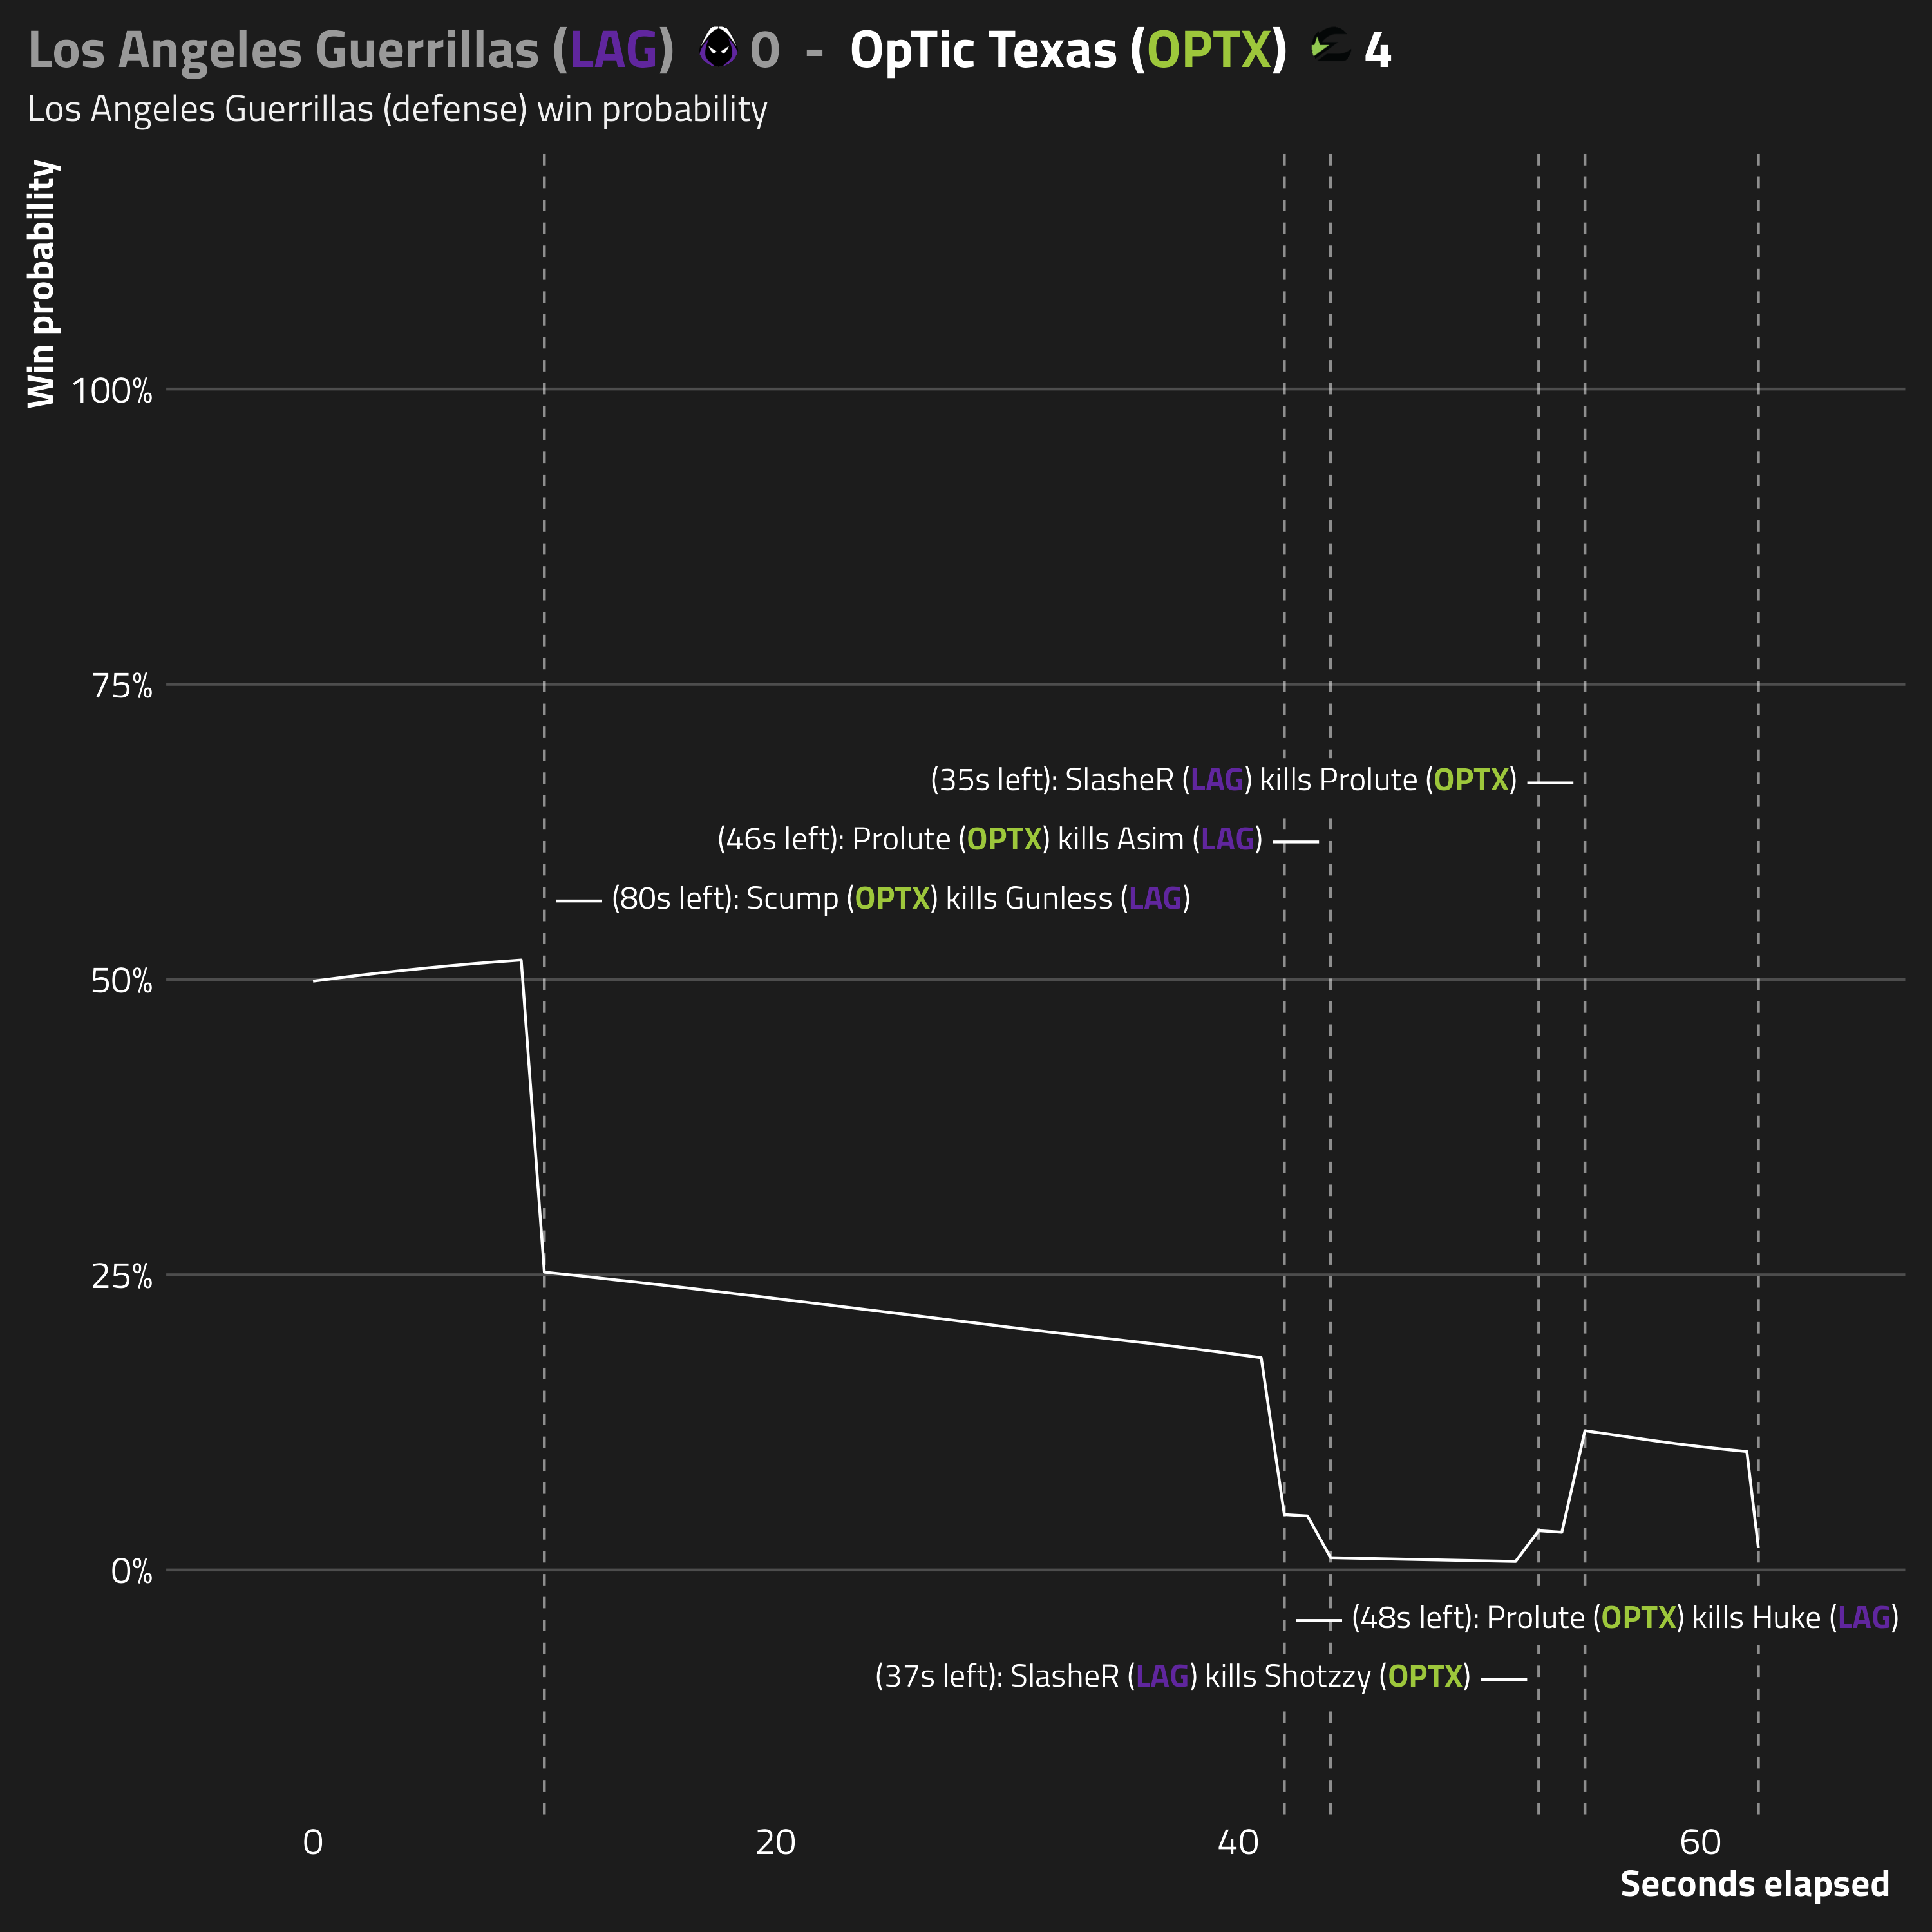 Los Angeles Guerrillas (LAG) 0 - OpTic Texas (OPTX) 4
Los Angeles Guerrillas (defense) win probability
Win probability
100%
75%
(35s left): SlasheR (LAG) kills Prolute (OPTX)
(46s left): Prolute (OPTX) kills Asim (LAG)
(80s left): Scump (OPTX) kills Gunless (LAG)
50%
25%
0%
(48s left): Prolute (OPTX) kills Huke (LAG)
(37s left): SlasheR (LAG) kills Shotzzy (OPTX)
0 20 40 60
Seconds elapsed